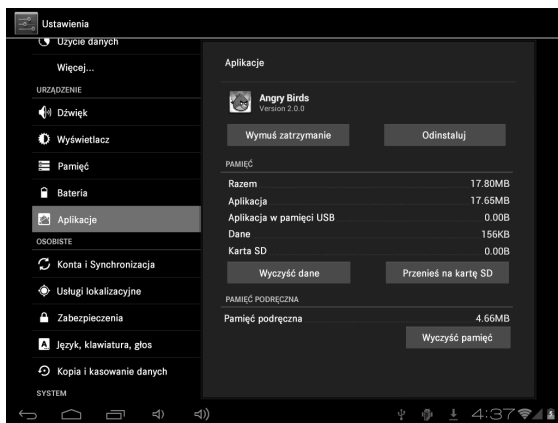 Ustawienia
Użycie danych
Więcej...
URZĄDZENIE
Dźwięk
Wyświetlacz
Pamięć
Bateria
Aplikacje
OSOBISTE
Konta i Synchronizacja
Usługi lokalizacyjne
Zabezpieczenia
Język, klawiatura, głos
Kopia i kasowanie danych
SYSTEM
Aplikacje
Angry Birds
Version 2.0.0
Wymuś zatrzymanie
Odinstaluj
PAMIĘĆ
Razem 17.80MB
Aplikacja 17.65MB
Aplikacja w pamięci USB 0.00B
Dane 156KB
Karta SD 0.00B
Wyczyść dane
Przenieś na kartę SD
PAMIĘĆ PODRĘCZNA
Pamięć podręczna 4.66MB
Wyczyść pamięć
4:37